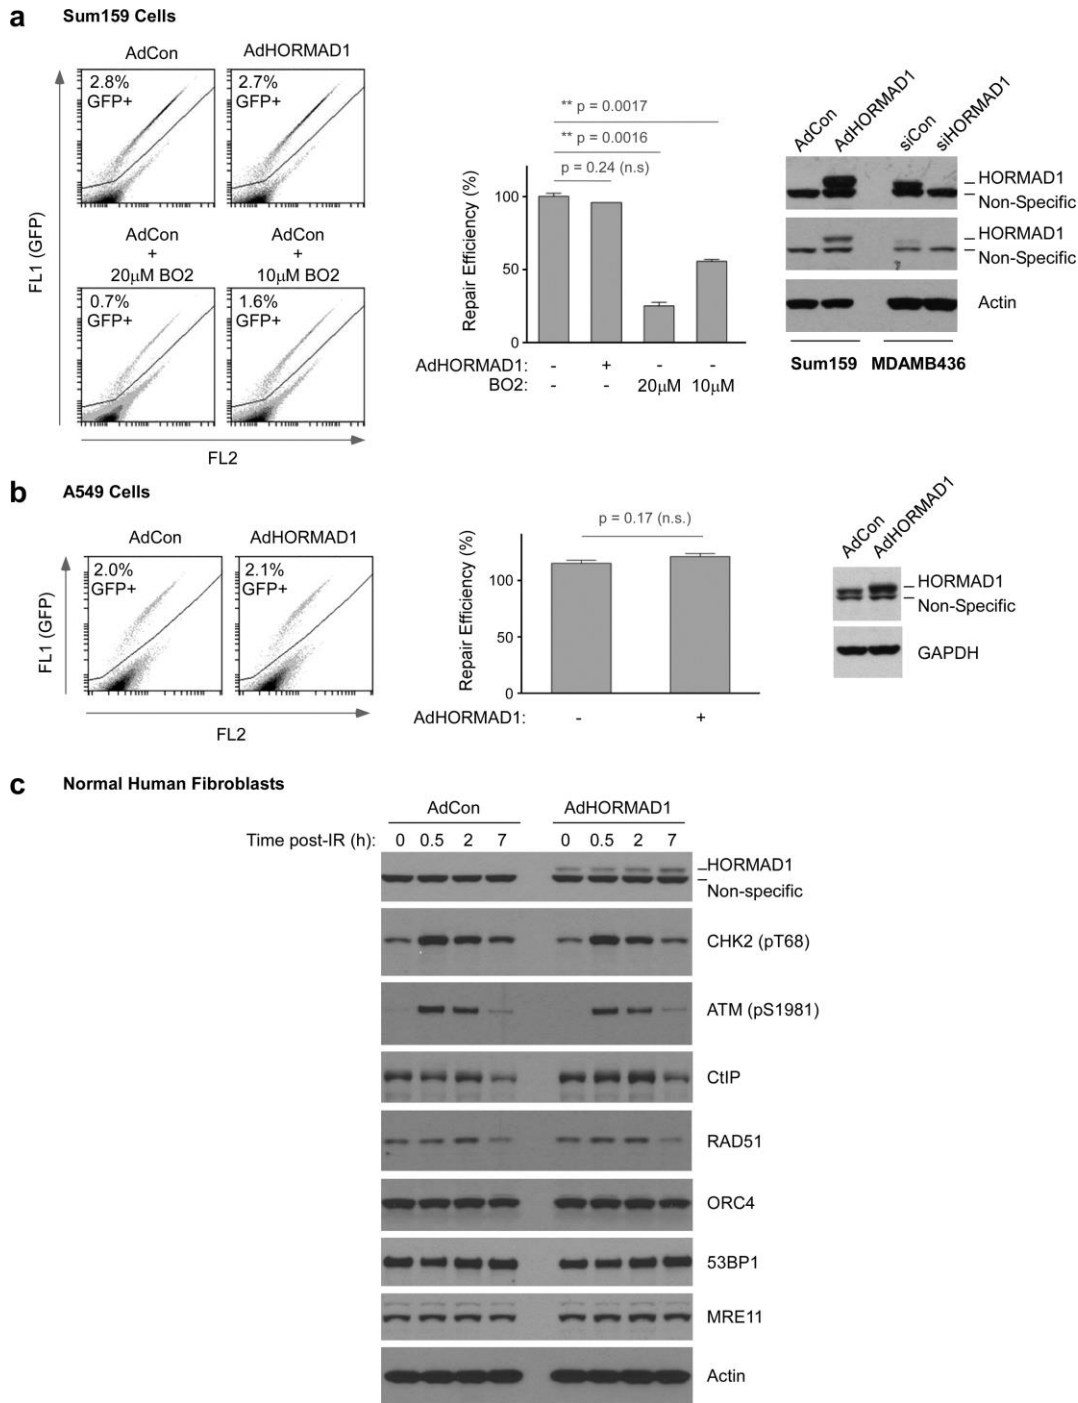 a Sum159 Cells
AdCon AdHORMAD1
2.8%
GFP+
2.7%
GFP+
AdCon
+
20μM BO2
AdCon
+
10μM BO2
0.7%
GFP+
1.6%
GFP+
FL1 (GFP)
FL2
** p = 0.0017
** p = 0.0016
p = 0.24 (n.s)
Repair Efficiency (%)
100
50
0
AdHORMAD1: - + - -
BO2: - - 20μM 10μM
AdCon AdHORMAD1 siCon siHORMAD1
HORMAD1
Non-Specific
HORMAD1
Non-Specific
Actin
Sum159 MDAMB436
b A549 Cells
AdCon AdHORMAD1
2.0%
GFP+
2.1%
GFP+
FL1 (GFP)
FL2
p = 0.17 (n.s.)
Repair Efficiency (%)
100
50
0
AdHORMAD1: - +
AdCon AdHORMAD1
HORMAD1
Non-Specific
GAPDH
c Normal Human Fibroblasts
AdCon AdHORMAD1
Time post-IR (h): 0 0.5 2 7 0 0.5 2 7
HORMAD1
Non-specific
CHK2 (pT68)
ATM (pS1981)
CtIP
RAD51
ORC4
53BP1
MRE11
Actin